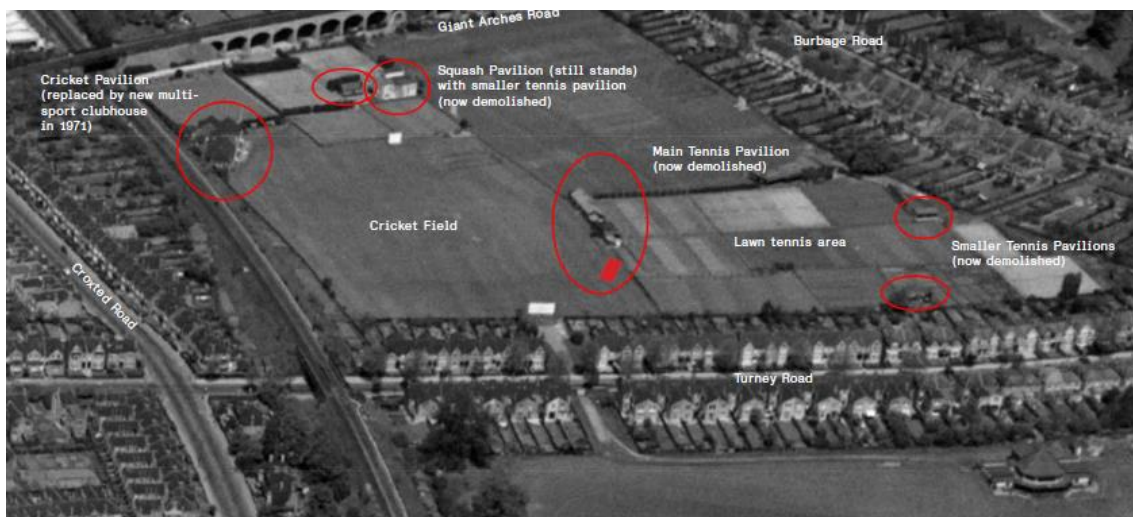 Giant Arches Road
Burbage Road
Cricket Pavilion
(replaced by new multi-
sport clubhouse
in 1971)
Squash Pavilion (still stands)
with smaller tennis pavilion
(now demolished)
Main Tennis Pavilion
(now demolished)
Cricket Field
Lawn tennis area
Smaller Tennis Pavilions
(now demolished)
Croxted Road
Turney Road